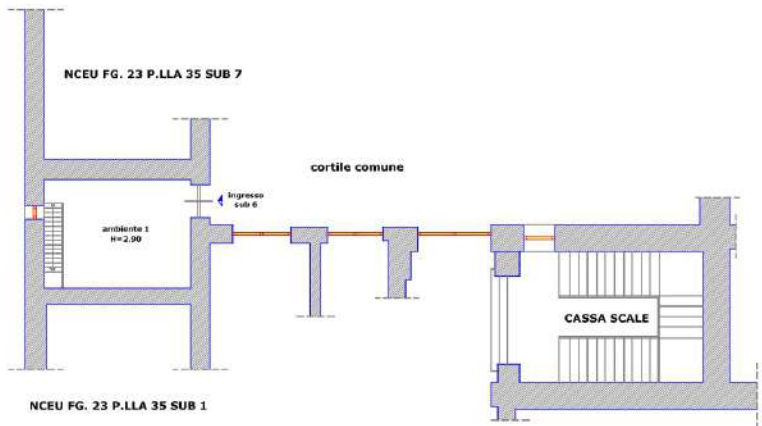 NCEU FG. 23 P.LLA 35 SUB 7
cortile comune
ingresso
sub 6
ambiente 1
H=2.90
CASSA SCALE
NCEU FG. 23 P.LLA 35 SUB 1